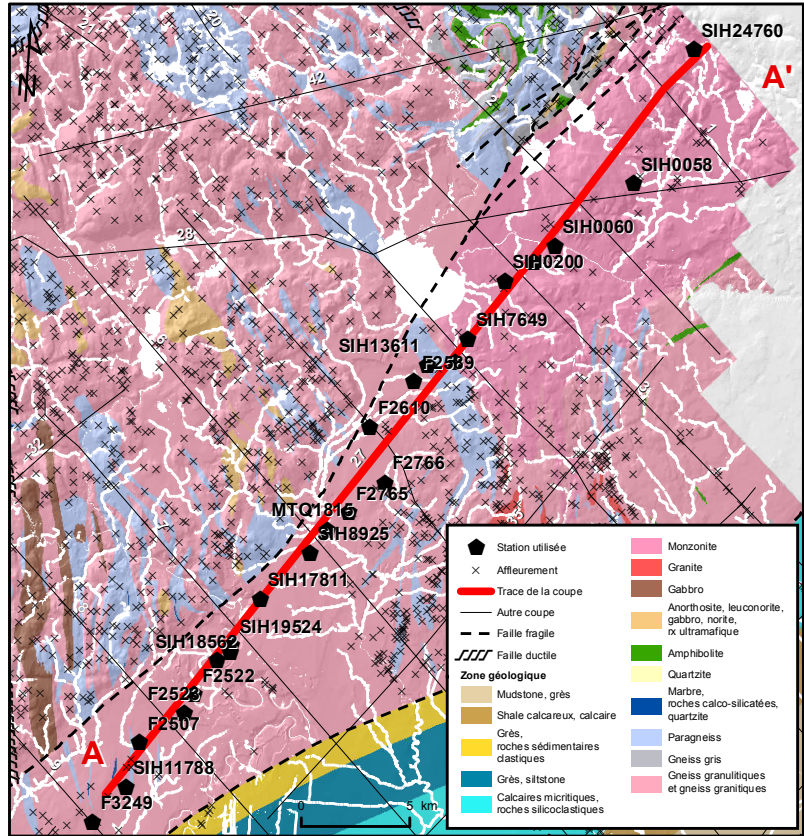 SIH24760
A'
21
20
42
N
SIH0058
SIH0060
28
SIH0200
SIH7649
SIH13611
F2589
F2610
32
27
F2766
F2765
MTQ1815
SIH8925
SIH17811
SIH19524
SIH18562
F2522
F2523
F2507
A
SIH11788
F3249
0 5 km
Station utilisée
Affleurement
Trace de la coupe
Autre coupe
Faille fragile
Faille ductile
Zone géologique
Mudstone, grès
Shale calcareux, calcaire
Grès,
roches sédimentaires
clastiques
Grès, siltstone
Calcaires micritiques,
roches silicoclastiques
Monzonite
Granite
Gabbro
Anorthosite, leuconorite,
gabbro, norite,
rx ultramafique
Amphibolite
Quartzite
Marbre,
roches calco-silicatées,
quartzite
Paragneiss
Gneiss gris
Gneiss granulitiques
et gneiss granitiques